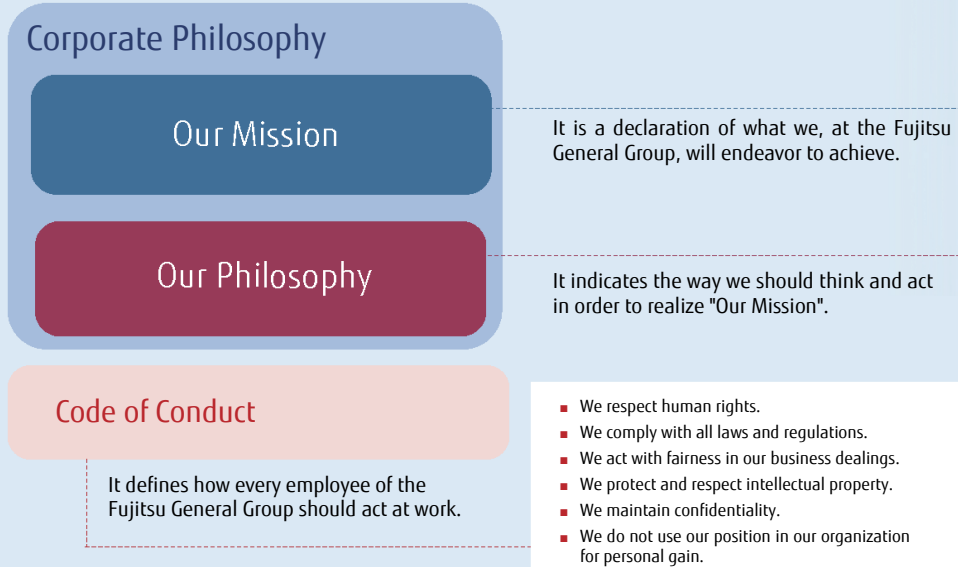 Corporate Philosophy
Our Mission
It is a declaration of what we, at the Fujitsu
General Group, will endeavor to achieve.
Our Philosophy
It indicates the way we should think and act
in order to realize "Our Mission".
Code of Conduct
It defines how every employee of the
Fujitsu General Group should act at work.
■ We respect human rights.
■ We comply with all laws and regulations.
■ We act with fairness in our business dealings.
■ We protect and respect intellectual property.
■ We maintain confidentiality.
■ We do not use our position in our organization
for personal gain.